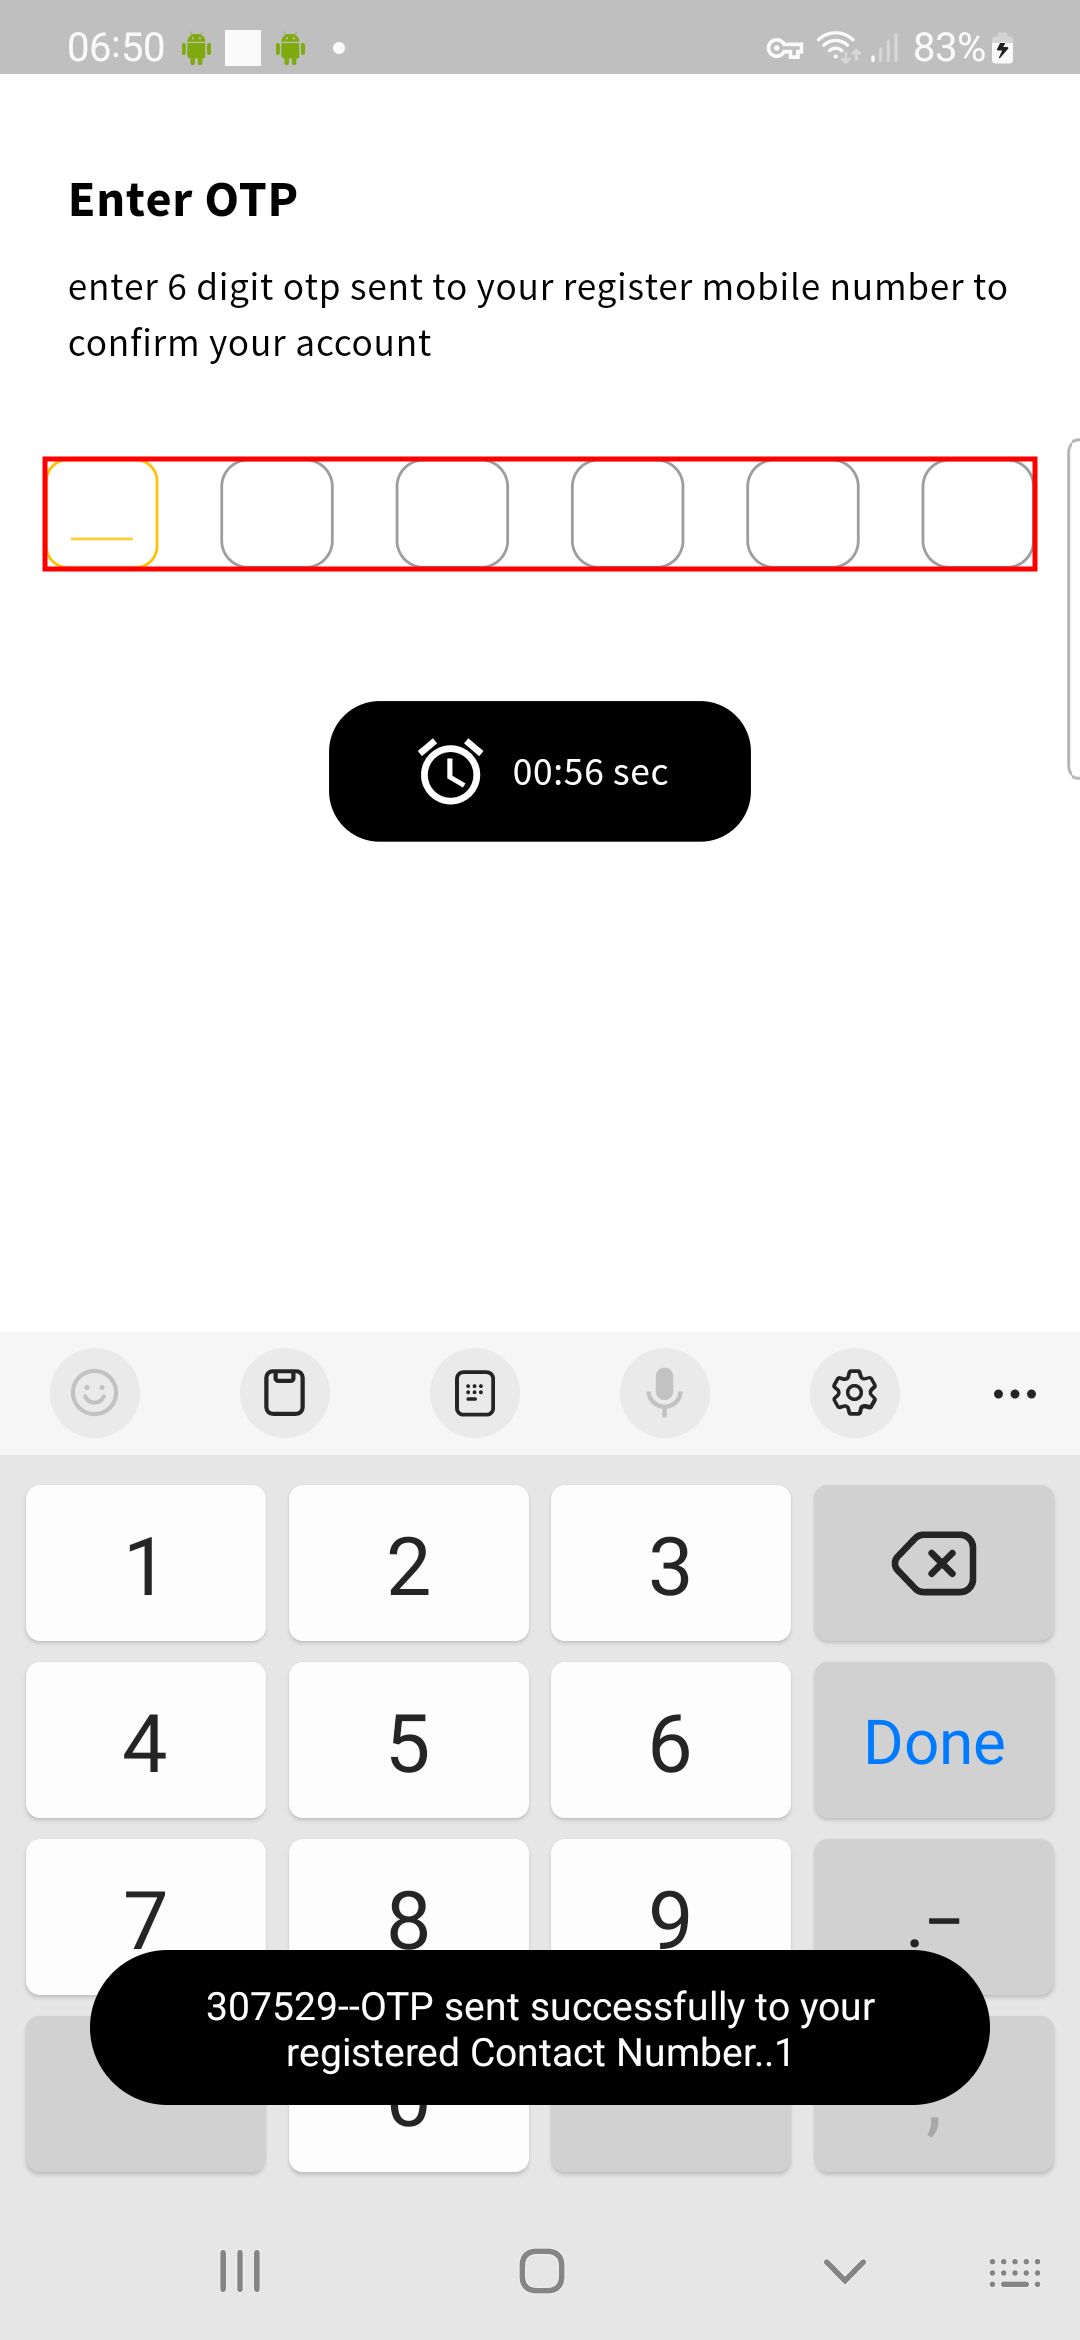 06:50 83%
Enter OTP
enter 6 digit otp sent to your register mobile number to
confirm your account
00:56 sec
1 2 3
4 5 6 Done
7 8 9 .-
307529--OTP sent successfully to your
registered Contact Number..1
0 ,